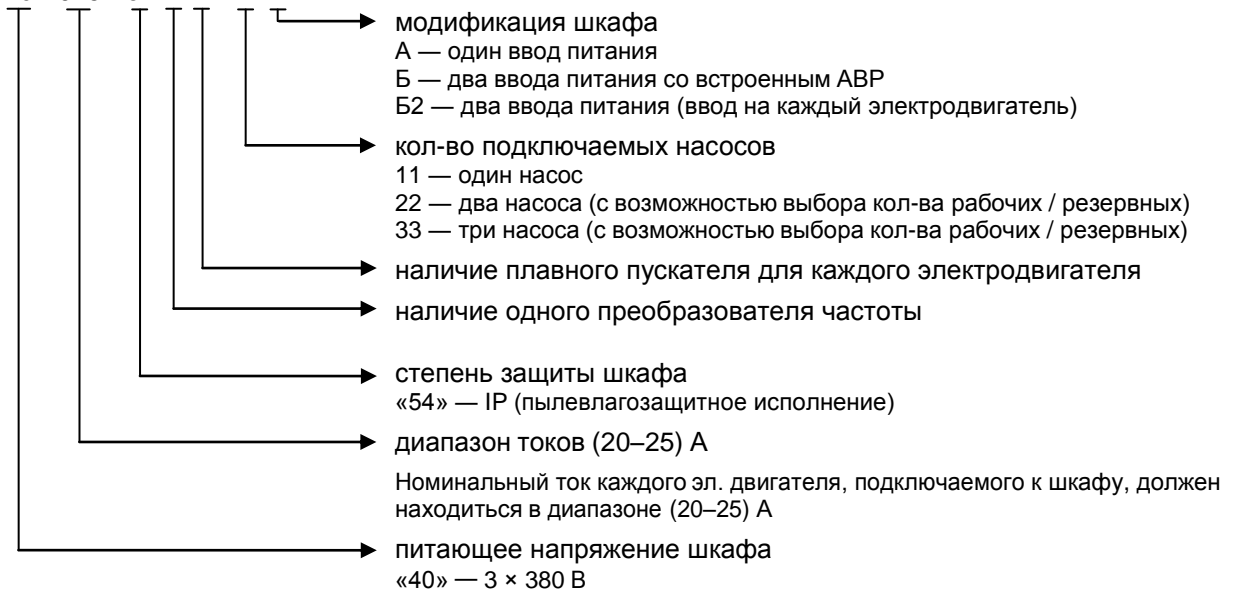 модификация шкафа
А — один ввод питания
Б — два ввода питания со встроенным АВР
Б2 — два ввода питания (ввод на каждый электродвигатель)
кол-во подключаемых насосов
11 — один насос
22 — два насоса (с возможностью выбора кол-ва рабочих / резервных)
33 — три насоса (с возможностью выбора кол-ва рабочих / резервных)
наличие плавного пускателя для каждого электродвигателя
наличие одного преобразователя частоты
степень защиты шкафа
«54» — IP (пылевлагозащитное исполнение)
диапазон токов (20–25) А
Номинальный ток каждого эл. двигателя, подключаемого к шкафу, должен
находиться в диапазоне (20–25) А
питающее напряжение шкафа
«40» — 3 × 380 В